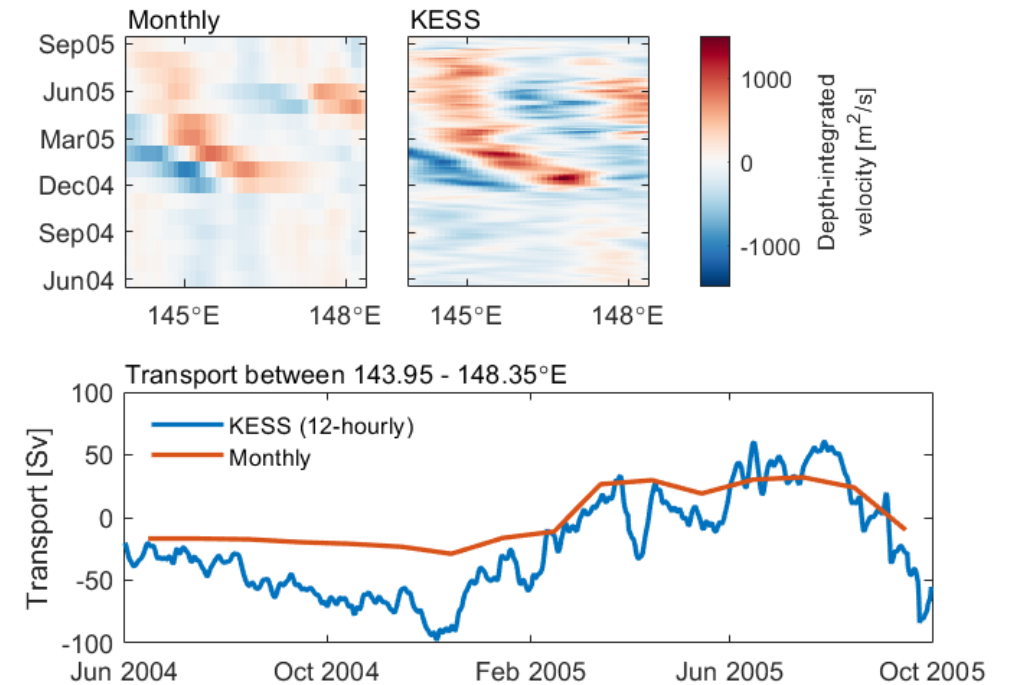 Monthly
KESS
Sep05
Jun05
Mar05
Dec04
Sep04
Jun04
145°E
148°E
145°E
148°E
1000
0
-1000
Depth-integrated
velocity [m²/s]
Transport between 143.95 - 148.35°E
100
50
0
-50
-100
Transport [Sv]
KESS (12-hourly)
Monthly
Jun 2004
Oct 2004
Feb 2005
Jun 2005
Oct 2005